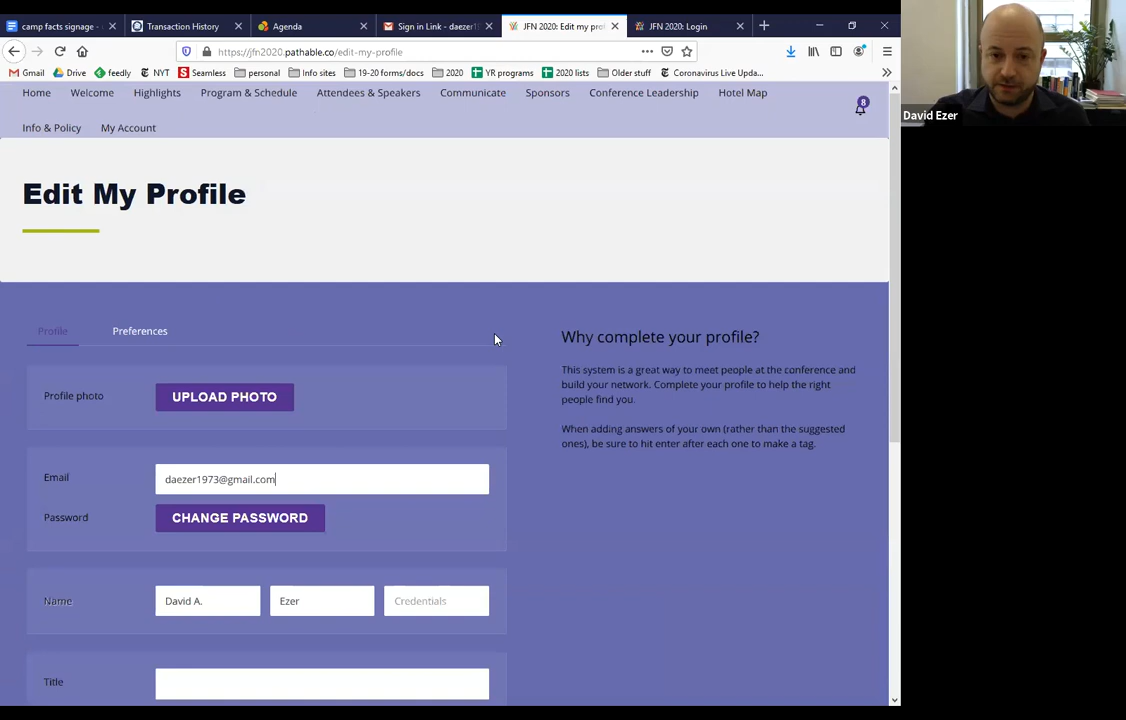 camp facts signage -
Transaction History
Agenda
Sign in Link - daezer1
JFN 2020: Edit my prof
JFN 2020: Login
https://jfn2020.pathable.co/edit-my-profile
Gmail Drive feedly NYT Seamless personal Info sites 19-20 forms/docs 2020 YR programs 2020 lists Older stuff Coronavirus Live Upda...
Home Welcome Highlights Program & Schedule Attendees & Speakers Communicate Sponsors Conference Leadership Hotel Map
8
Info & Policy My Account
David Ezer
Edit My Profile
Profile Preferences
Profile photo UPLOAD PHOTO
Email daezer1973@gmail.com
Password CHANGE PASSWORD
Name David A. Ezer Credentials
Title
Why complete your profile?
This system is a great way to meet people at the conference and
build your network. Complete your profile to help the right
people find you.
When adding answers of your own (rather than the suggested
ones), be sure to hit enter after each one to make a tag.